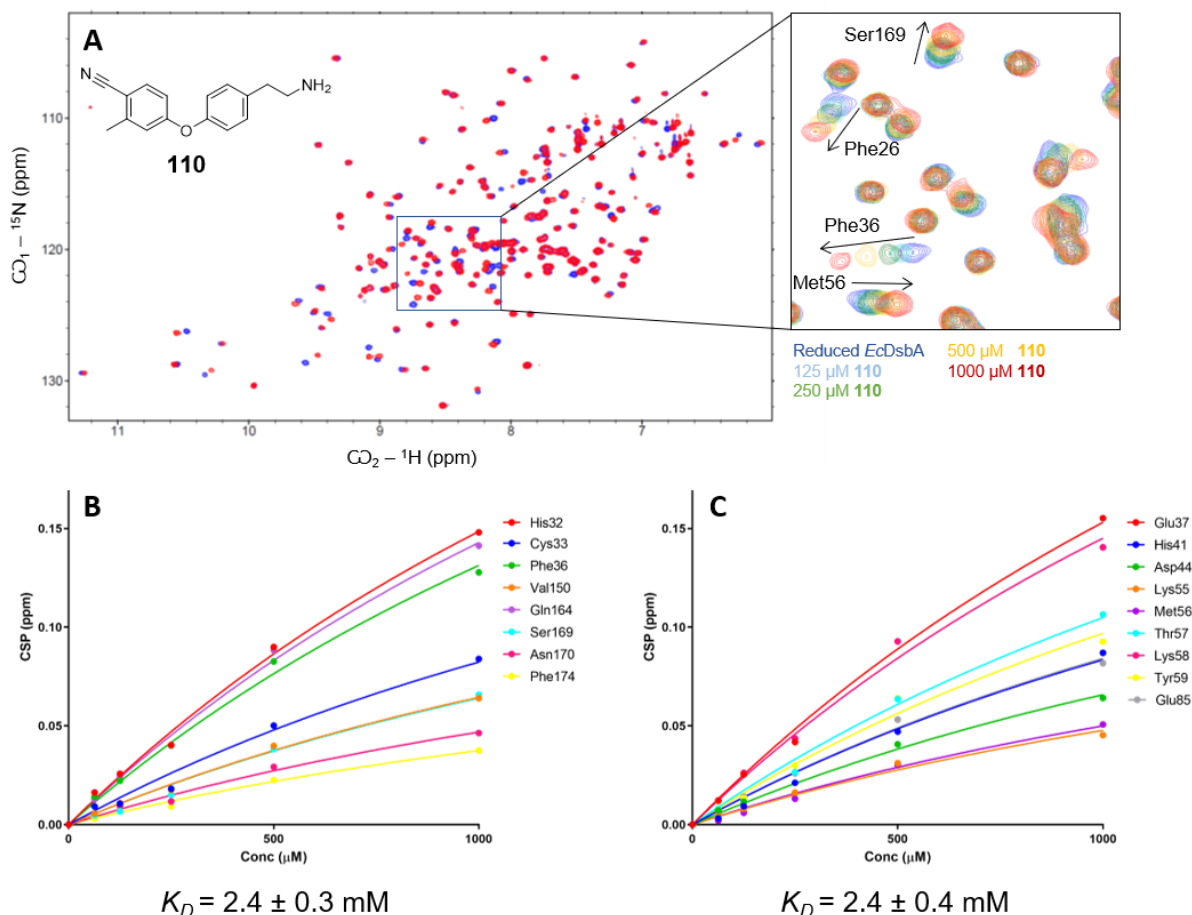 A
N
NH2
O
110
Ѡ1 – 15N (ppm)
110
120
130
11
10
9
8
7
Ѡ2 – 1H (ppm)
Ser169
Phe26
Phe36
Met56
Reduced EcDsbA
125 µM 110
250 µM 110
500 µM 110
1000 µM 110
B
CSP (ppm)
0.15
0.10
0.05
0.00
0
500
1000
Conc (µM)
His32
Cys33
Phe36
Val150
Gln164
Ser169
Asn170
Phe174
KD = 2.4 ± 0.3 mM
C
CSP (ppm)
0.15
0.10
0.05
0.00
0
500
1000
Conc (µM)
Glu37
His41
Asp44
Lys55
Met56
Thr57
Lys58
Tyr59
Glu85
KD = 2.4 ± 0.4 mM